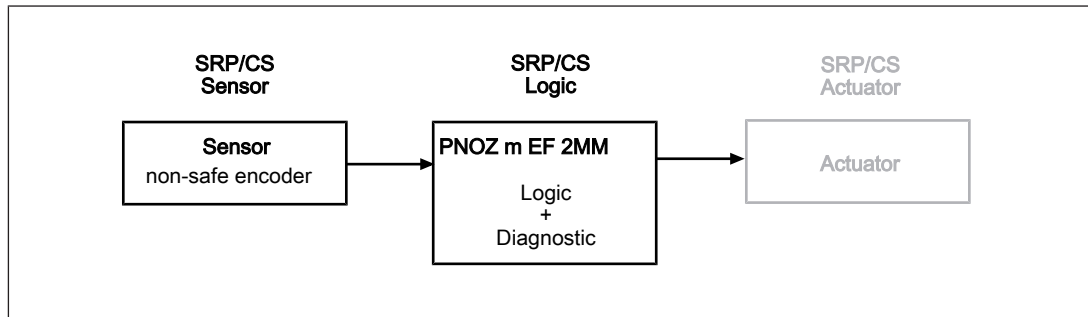 SRP/CS
Sensor
SRP/CS
Logic
SRP/CS
Actuator
Sensor
non-safe encoder
PNOZ m EF 2MM
Logic
+
Diagnostic
Actuator